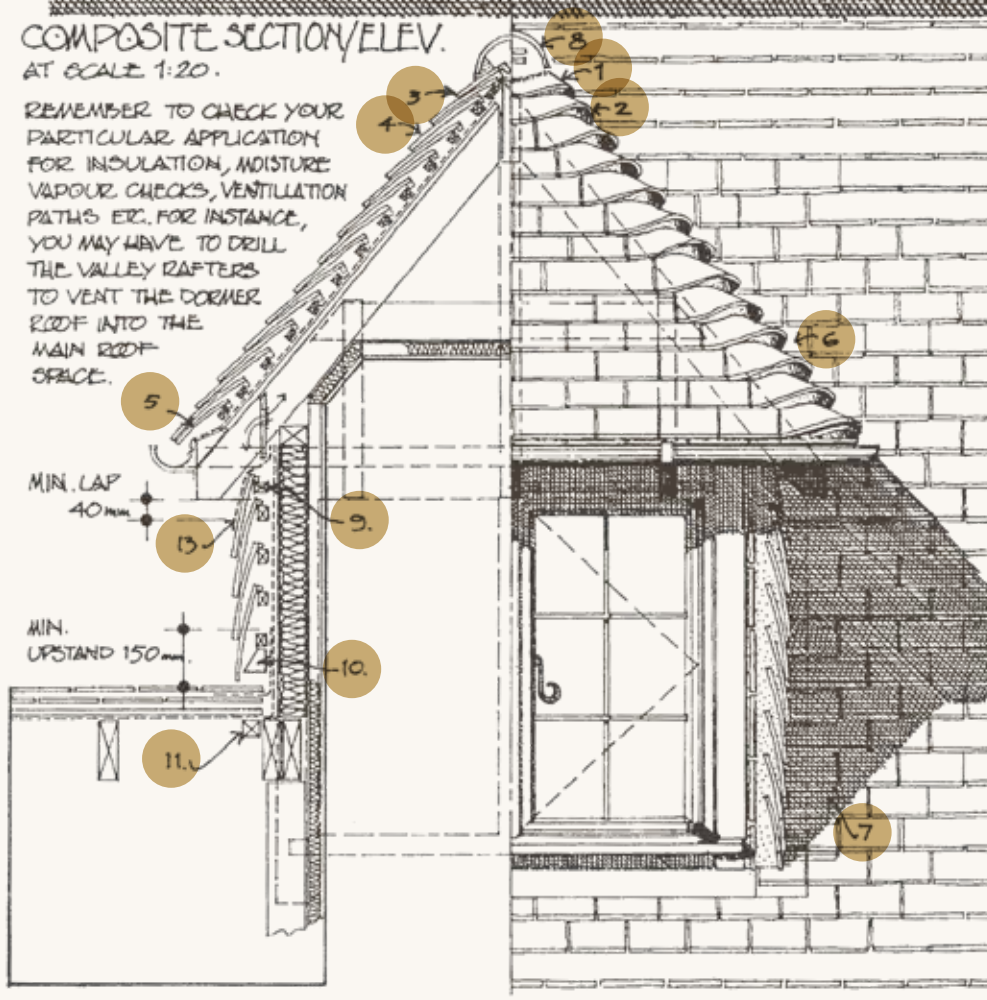 COMPOSITE SECTION/ELEV.
AT SCALE 1:20.
REMEMBER TO CHECK YOUR
PARTICULAR APPLICATION
FOR INSULATION, MOISTURE
VAPOUR CHECKS, VENTILLATION
PATHS ETC. FOR INSTANCE,
YOU MAY HAVE TO DRILL
THE VALLEY RAFTERS
TO VENT THE DORMER
ROOF INTO THE
MAIN ROOF
SPACE.
8
1
3
2
4
6
5
MIN. LAP
40mm
9.
13
MIN.
UPSTAND 150mm.
10.
11.
7